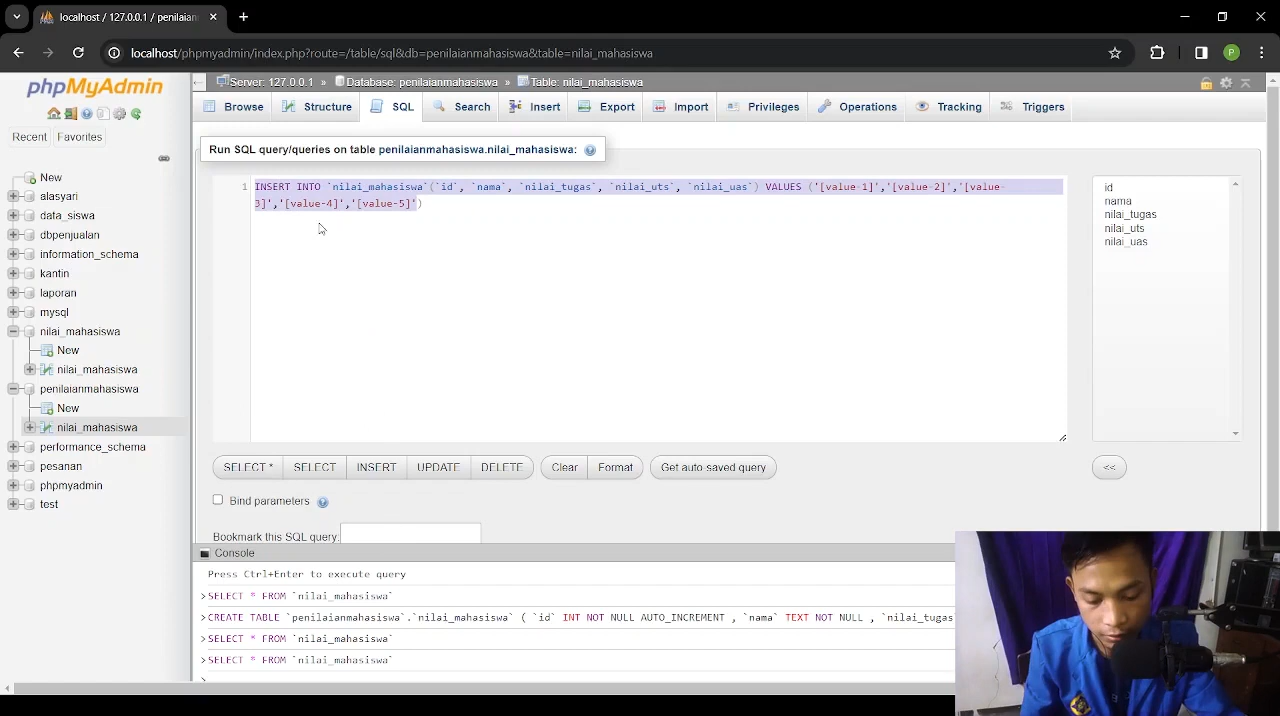 localhost / 127.0.0.1 / penilaian
localhost/phpmyadmin/index.php?route=/table/sql&db=penilaianmahasiswa&table=nilai_mahasiswa
P
phpMyAdmin
Recent
Favorites
New
alasyari
data_siswa
dbpenjualan
information_schema
kantin
laporan
mysql
nilai_mahasiswa
New
nilai_mahasiswa
penilaianmahasiswa
New
nilai_mahasiswa
performance_schema
pesanan
phpmyadmin
test
Server: 127.0.0.1 » Database: penilaianmahasiswa » Table: nilai_mahasiswa
Browse Structure SQL Search Insert Export Import Privileges Operations Tracking Triggers
Run SQL query/queries on table penilaianmahasiswa.nilai_mahasiswa:
1 INSERT INTO `nilai_mahasiswa`(`id`, `nama`, `nilai_tugas`, `nilai_uts`, `nilai_uas`) VALUES ('[value-1]','[value-2]','[value-
3]','[value-4]','[value-5]')
id
nama
nilai_tugas
nilai_uts
nilai_uas
SELECT * SELECT INSERT UPDATE DELETE Clear Format Get auto saved query <<
Bind parameters
Bookmark this SQL query:
Console
Press Ctrl+Enter to execute query
>SELECT * FROM `nilai_mahasiswa`
>CREATE TABLE `penilaianmahasiswa`.`nilai_mahasiswa` ( `id` INT NOT NULL AUTO_INCREMENT , `nama` TEXT NOT NULL , `nilai_tugas`
>SELECT * FROM `nilai_mahasiswa`
>SELECT * FROM `nilai_mahasiswa`
>